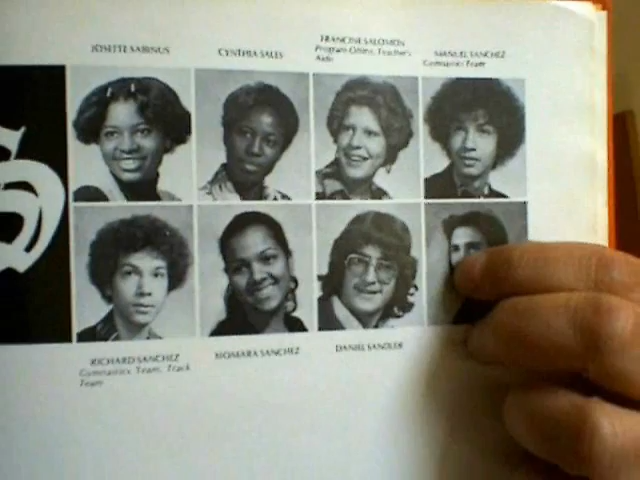 JOSETTE SABINUS
CYNTHIA SALES
FRANCINE SALOMON
Program Office, Teacher's
Aide
MANUEL SANCHEZ
Gymnastics Team
S
RICHARD SANCHEZ
Gymnastics Team, Track
Team
XIOMARA SANCHEZ
DANIEL SANDLER